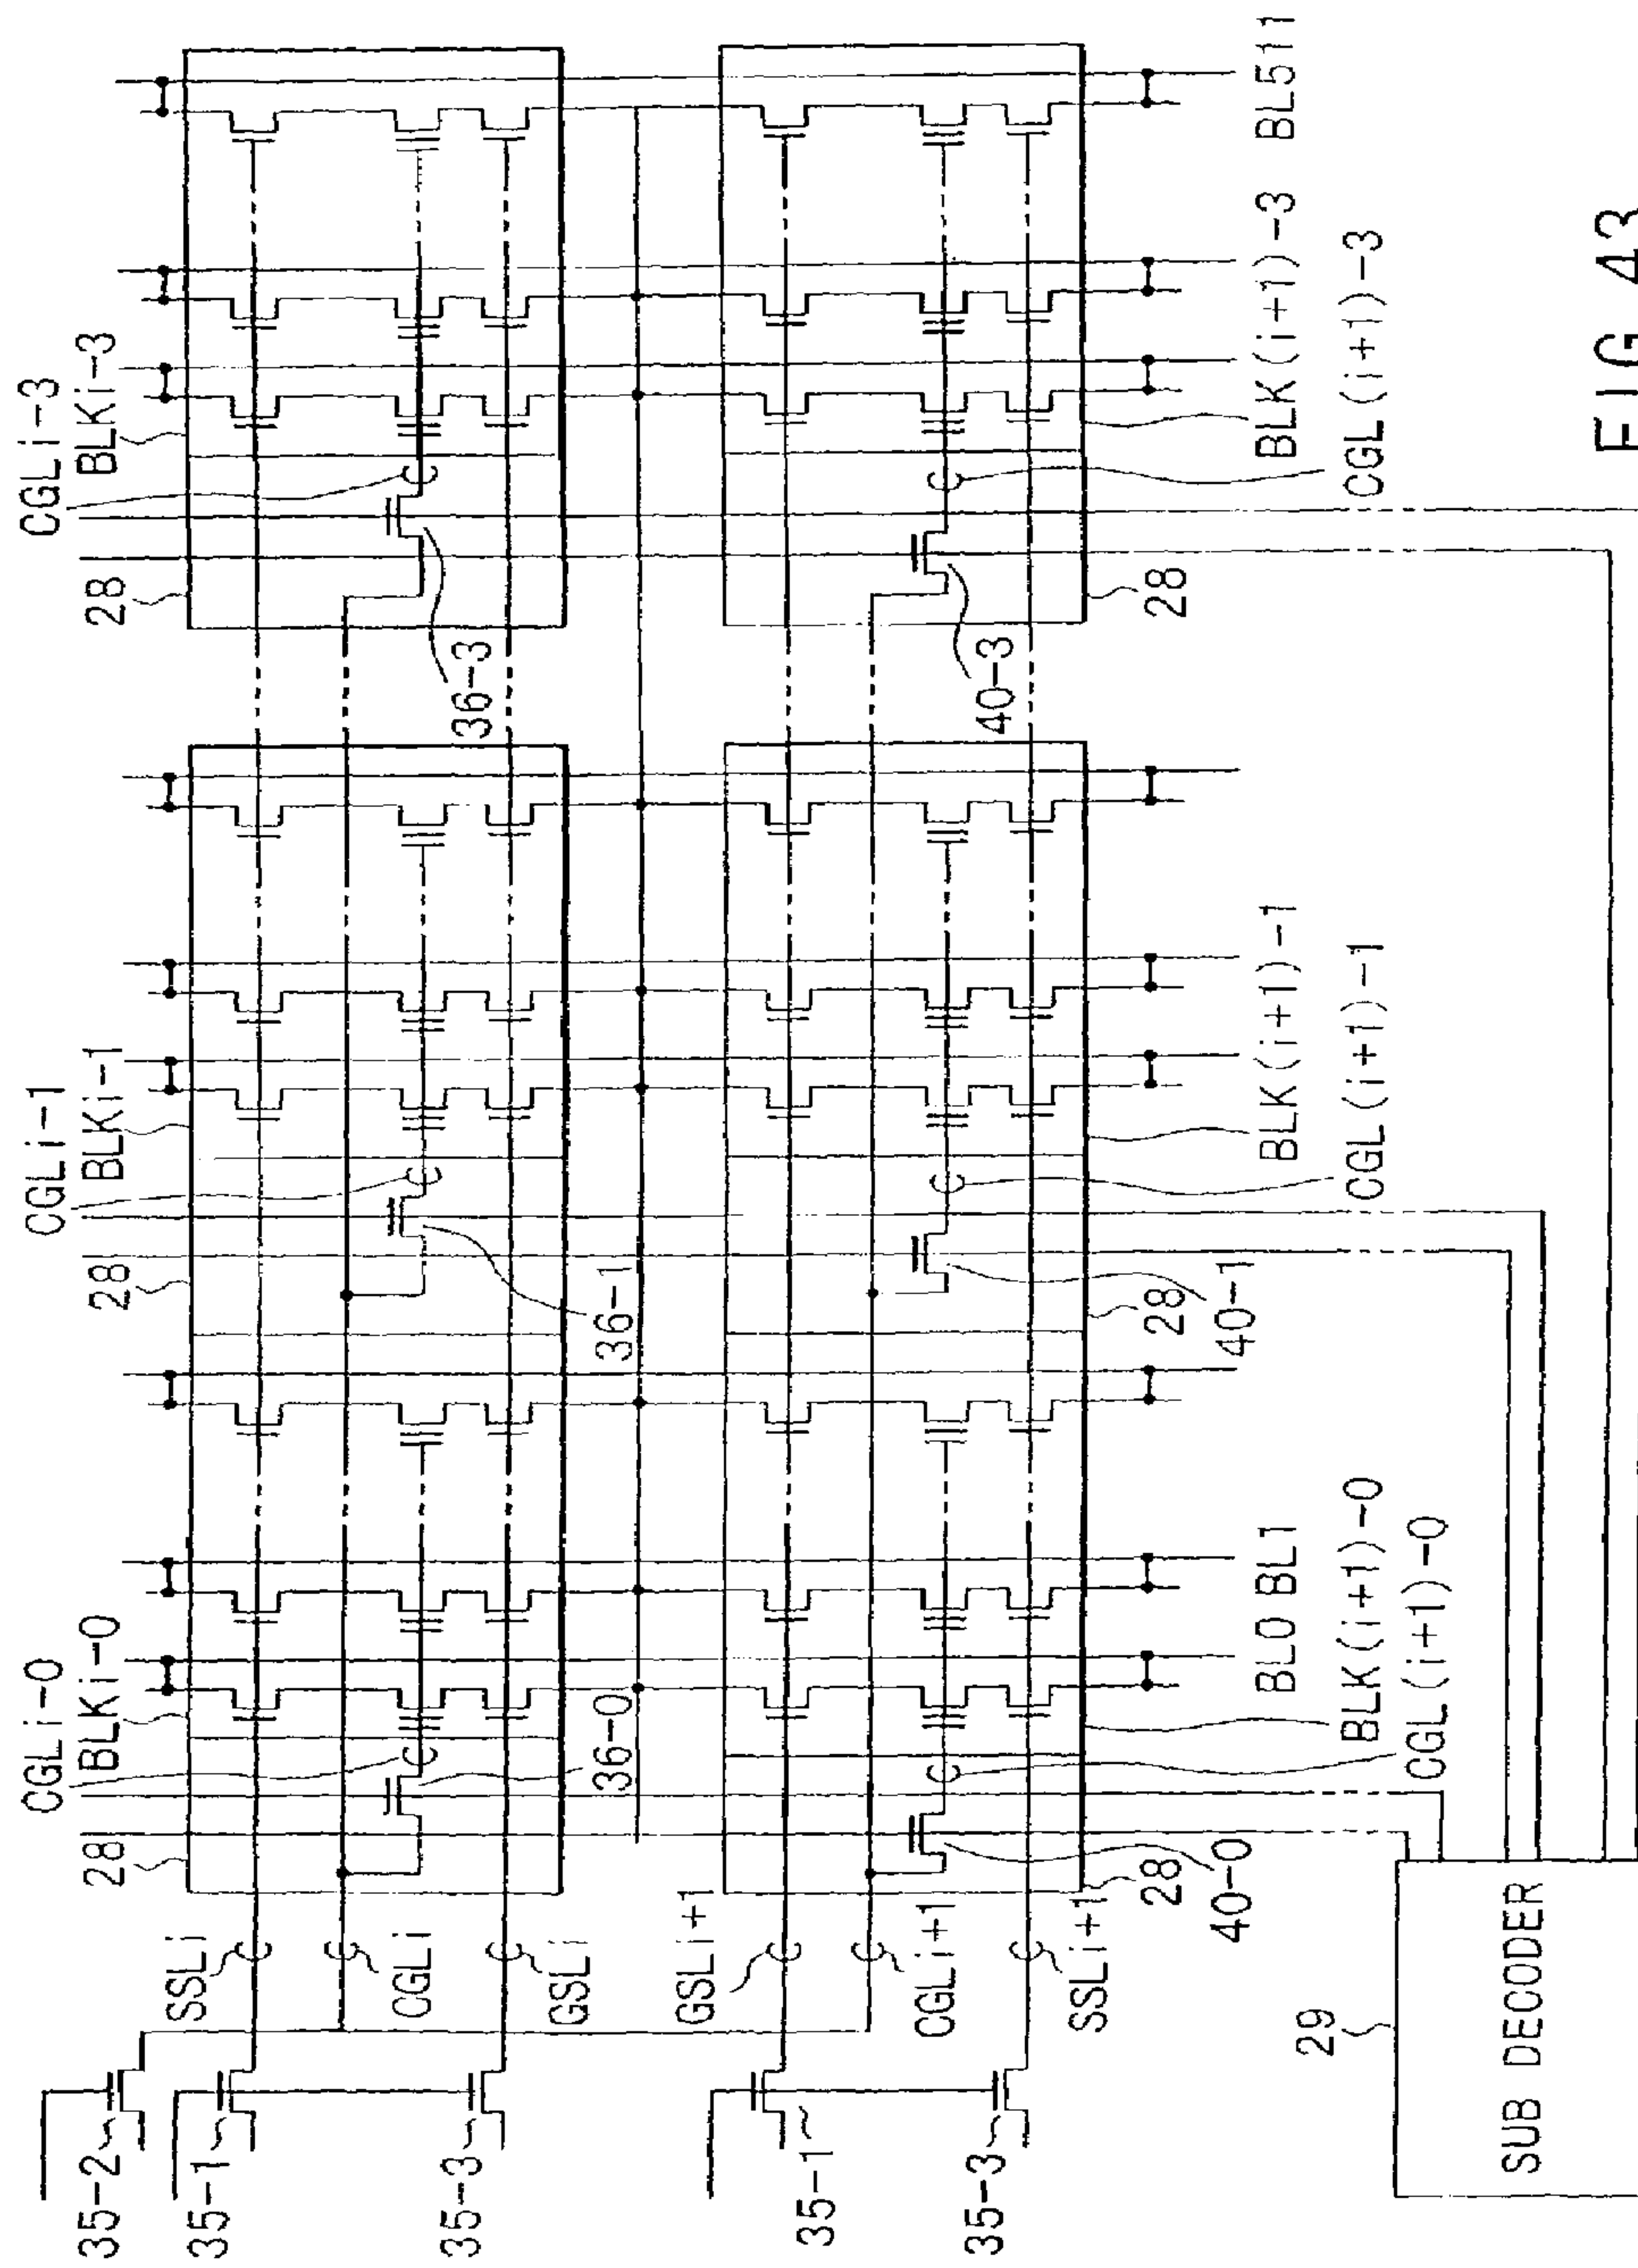 CGLi-0
BLKi-0
28
CGLi-1
BLKi-1
28
CGLi-3
BLKi-3
28
35-2
35-1
SSLi
CGLi
35-3
GSLi
36-0
36-1
36-3
35-1
GSLi+1
CGLi+1
35-3
SSLi+1
28
40-0
28
40-1
28
40-3
BL0 BL1
BLK(i+1)-0
CGL(i+1)-0
BLK(i+1)-1
CGL(i+1)-1
BLK(i+1)-3 BL511
CGL(i+1)-3
29
SUB DECODER
FIG 43